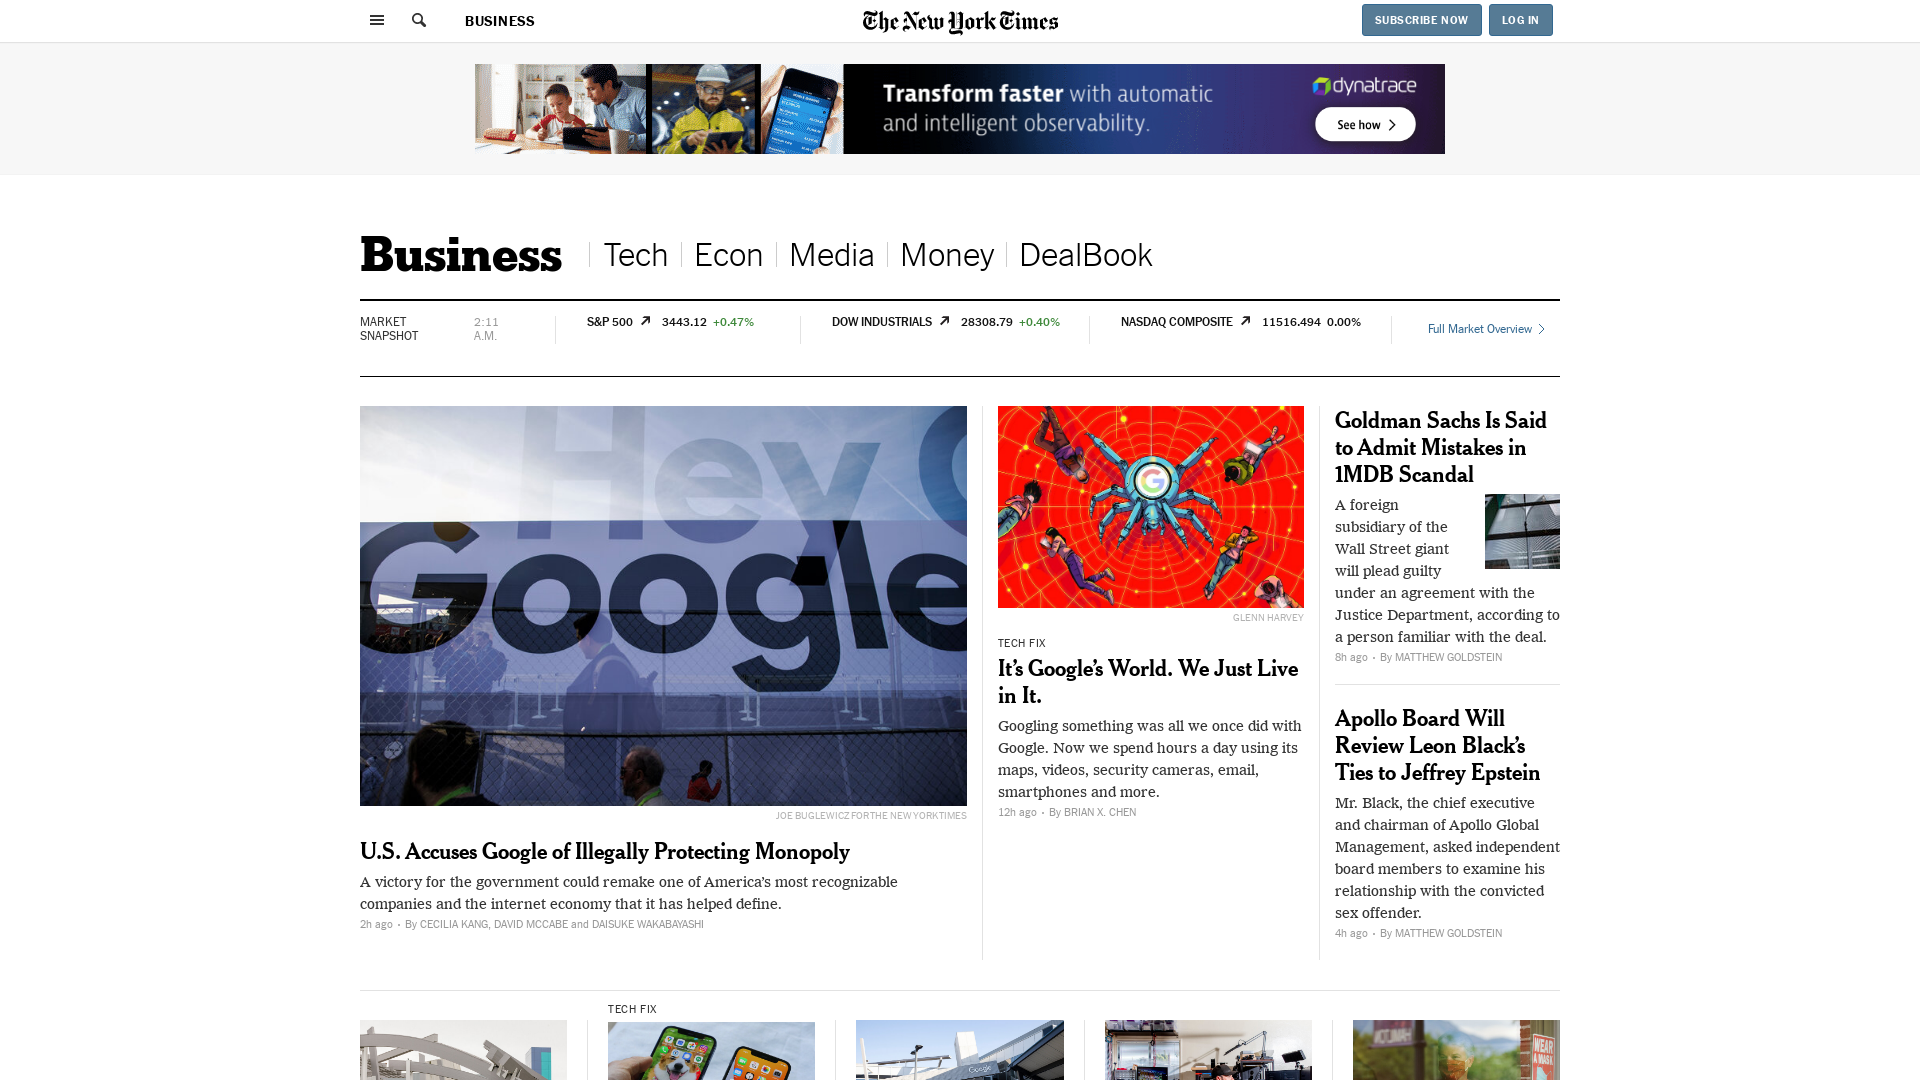 BUSINESS
The New York Times
SUBSCRIBE NOW
LOG IN
Transform faster with automatic
and intelligent observability.
dynatrace
See how
Business
Tech
Econ
Media
Money
DealBook
MARKET
SNAPSHOT
2:11
A.M.
S&P 500 3443.12 +0.47%
DOW INDUSTRIALS 28308.79 +0.40%
NASDAQ COMPOSITE 11516.494 0.00%
Full Market Overview
Hey G
Google
JOE BUGLEWICZ FOR THE NEW YORK TIMES
U.S. Accuses Google of Illegally Protecting Monopoly
A victory for the government could remake one of America’s most recognizable
companies and the internet economy that it has helped define.
2h ago · By CECILIA KANG, DAVID MCCABE and DAISUKE WAKABAYASHI
G
GLENN HARVEY
TECH FIX
It’s Google’s World. We Just Live
in It.
Googling something was all we once did with
Google. Now we spend hours a day using its
maps, videos, security cameras, email,
smartphones and more.
12h ago · By BRIAN X. CHEN
Goldman Sachs Is Said
to Admit Mistakes in
1MDB Scandal
A foreign
subsidiary of the
Wall Street giant
will plead guilty
under an agreement with the
Justice Department, according to
a person familiar with the deal.
8h ago · By MATTHEW GOLDSTEIN
Apollo Board Will
Review Leon Black’s
Ties to Jeffrey Epstein
Mr. Black, the chief executive
and chairman of Apollo Global
Management, asked independent
board members to examine his
relationship with the convicted
sex offender.
4h ago · By MATTHEW GOLDSTEIN
TECH FIX
Google
WEAR
A MASK